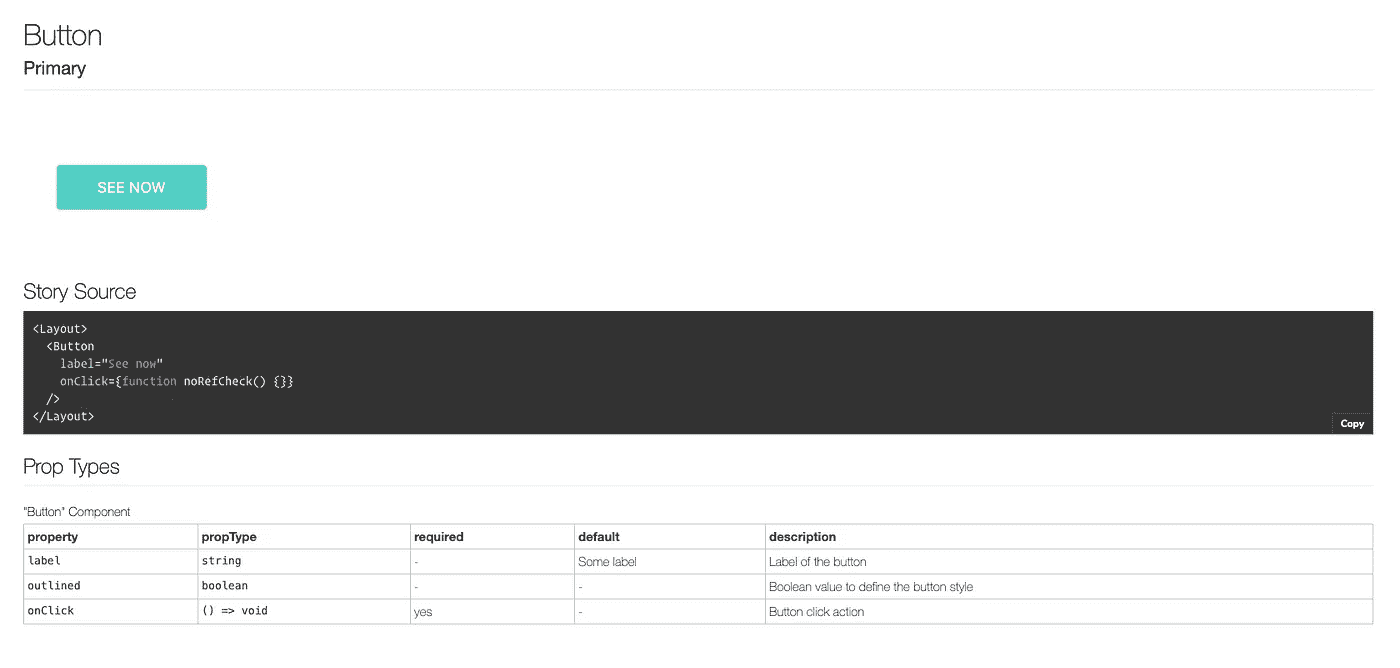 Button
Primary
SEE NOW
Story Source
<Layout>
<Button
label="See now"
onClick={function noRefCheck() {}}
/>
</Layout>
Copy
Prop Types
"Button" Component
property propType required default description
label string - Some label Label of the button
outlined boolean - - Boolean value to define the button style
onClick () => void yes - Button click action